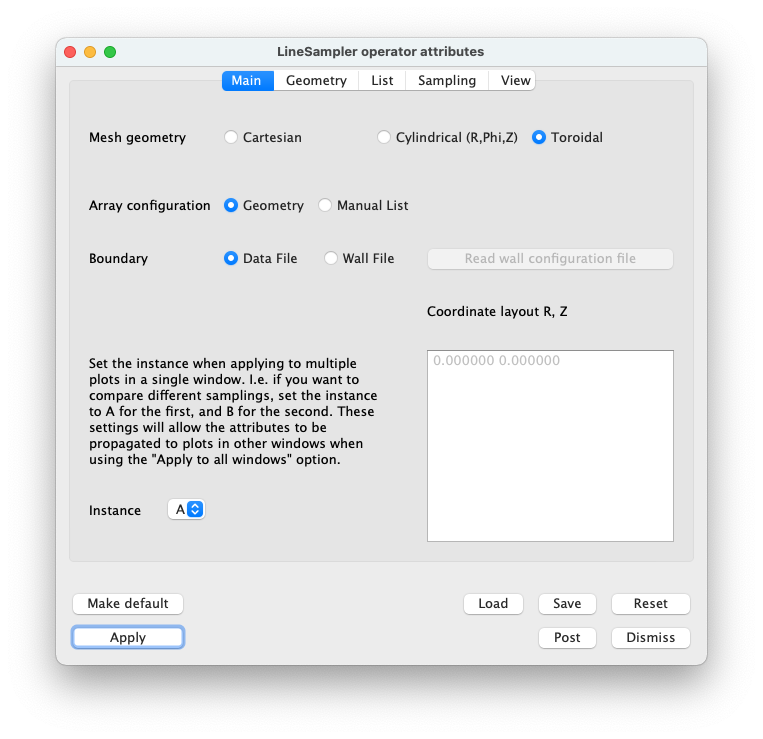 LineSampler operator attributes
Main Geometry List Sampling View
Mesh geometry Cartesian Cylindrical (R,Phi,Z) Toroidal
Array configuration Geometry Manual List
Boundary Data File Wall File Read wall configuration file
Coordinate layout R, Z
0.000000 0.000000
Set the instance when applying to multiple
plots in a single window. I.e. if you want to
compare different samplings, set the instance
to A for the first, and B for the second. These
settings will allow the attributes to be
propagated to plots in other windows when
using the "Apply to all windows" option.
Instance A
Make default Load Save Reset
Apply Post Dismiss